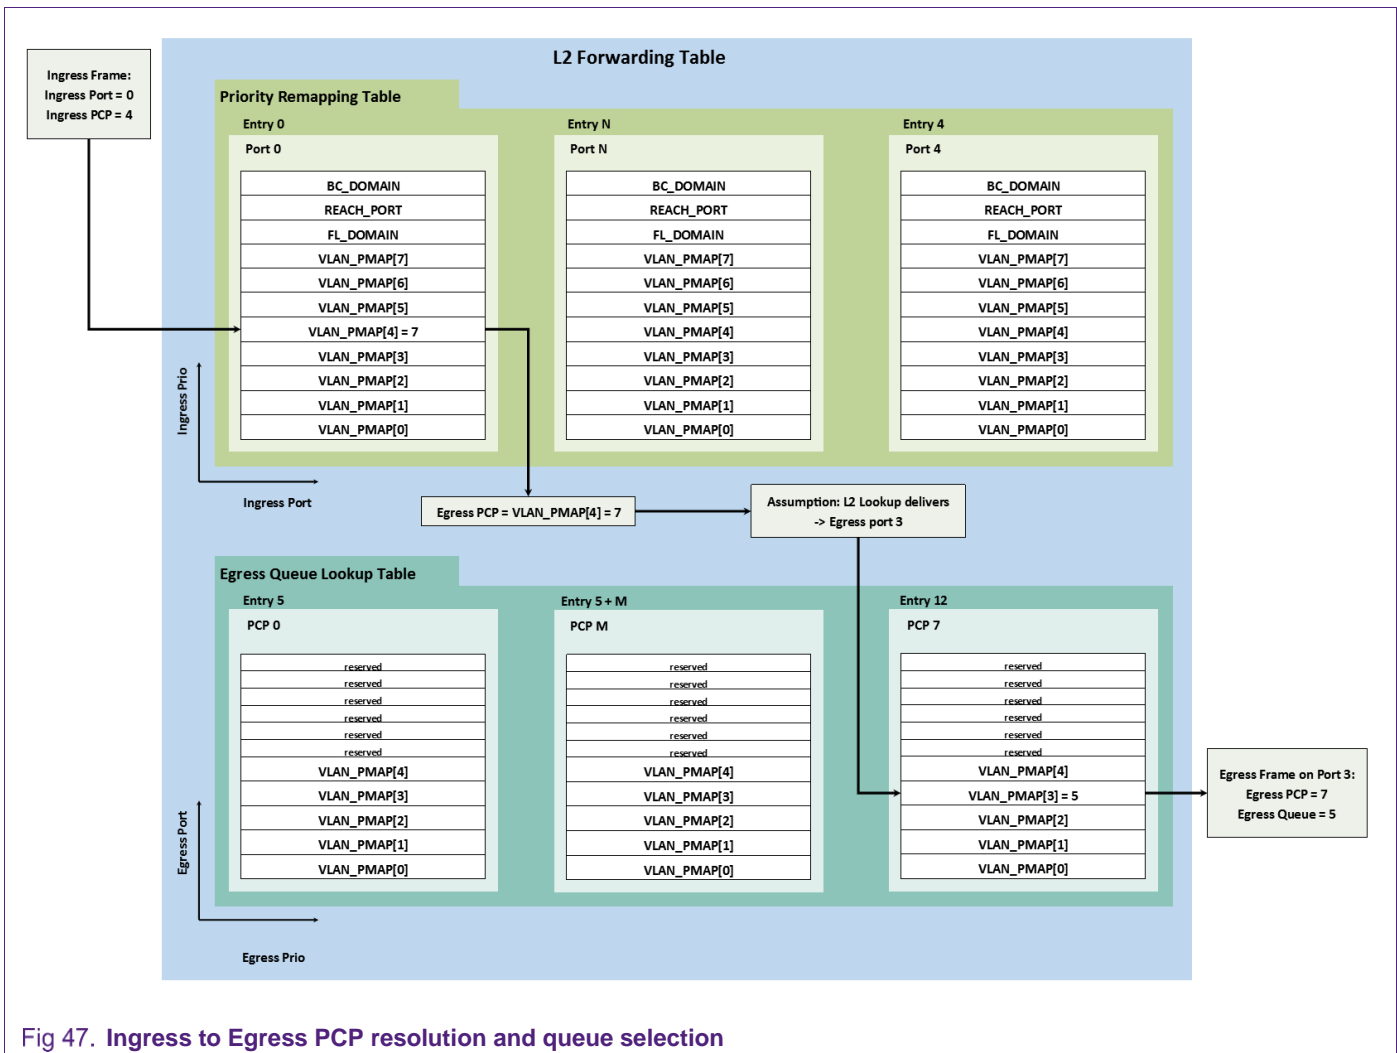 L2 Forwarding Table
Ingress Frame:
Ingress Port = 0
Ingress PCP = 4
Priority Remapping Table
Entry 0
Port 0
BC_DOMAIN
REACH_PORT
FL_DOMAIN
VLAN_PMAP[7]
VLAN_PMAP[6]
VLAN_PMAP[5]
VLAN_PMAP[4] = 7
VLAN_PMAP[3]
VLAN_PMAP[2]
VLAN_PMAP[1]
VLAN_PMAP[0]
Entry N
Port N
BC_DOMAIN
REACH_PORT
FL_DOMAIN
VLAN_PMAP[7]
VLAN_PMAP[6]
VLAN_PMAP[5]
VLAN_PMAP[4]
VLAN_PMAP[3]
VLAN_PMAP[2]
VLAN_PMAP[1]
VLAN_PMAP[0]
Entry 4
Port 4
BC_DOMAIN
REACH_PORT
FL_DOMAIN
VLAN_PMAP[7]
VLAN_PMAP[6]
VLAN_PMAP[5]
VLAN_PMAP[4]
VLAN_PMAP[3]
VLAN_PMAP[2]
VLAN_PMAP[1]
VLAN_PMAP[0]
Ingress Prio
Ingress Port
Egress PCP = VLAN_PMAP[4] = 7
Assumption: L2 Lookup delivers
-> Egress port 3
Egress Queue Lookup Table
Entry 5
PCP 0
reserved
reserved
reserved
reserved
reserved
reserved
VLAN_PMAP[4]
VLAN_PMAP[3]
VLAN_PMAP[2]
VLAN_PMAP[1]
VLAN_PMAP[0]
Entry 5 + M
PCP M
reserved
reserved
reserved
reserved
reserved
reserved
VLAN_PMAP[4]
VLAN_PMAP[3]
VLAN_PMAP[2]
VLAN_PMAP[1]
VLAN_PMAP[0]
Entry 12
PCP 7
reserved
reserved
reserved
reserved
reserved
reserved
VLAN_PMAP[4]
VLAN_PMAP[3] = 5
VLAN_PMAP[2]
VLAN_PMAP[1]
VLAN_PMAP[0]
Egress Port
Egress Prio
Egress Frame on Port 3:
Egress PCP = 7
Egress Queue = 5
Fig 47. Ingress to Egress PCP resolution and queue selection